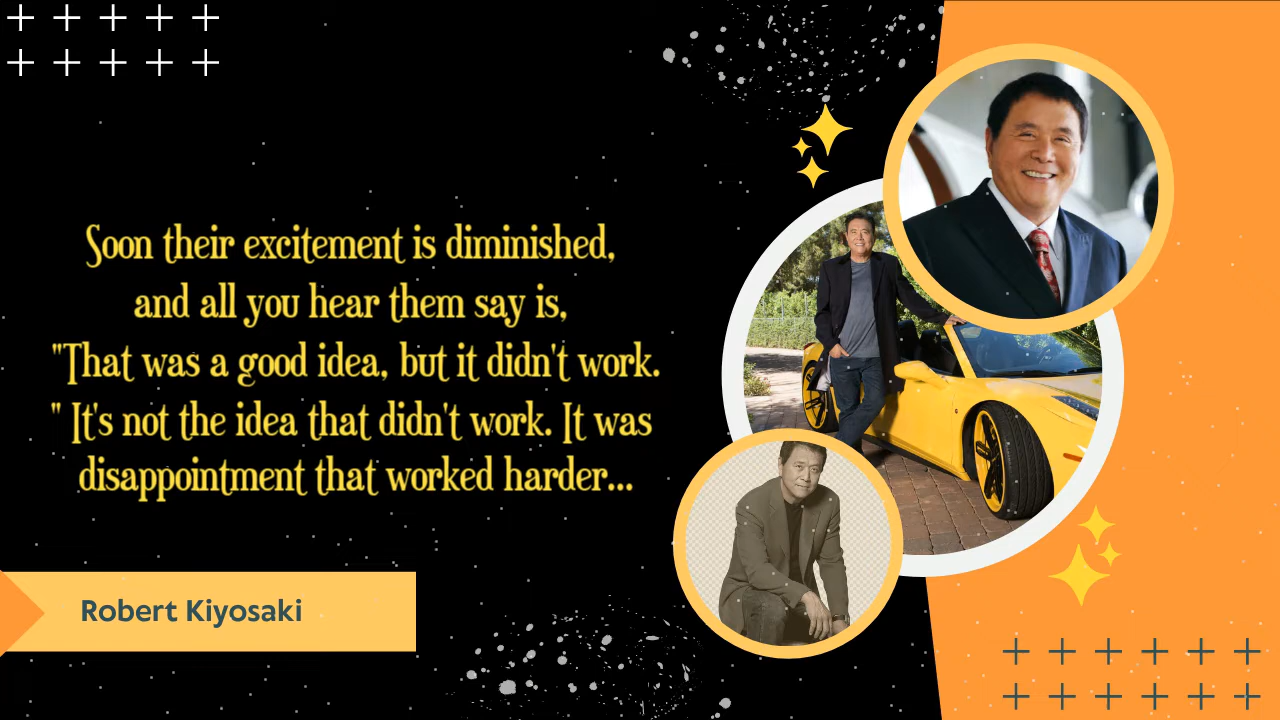 Soon their excitement is diminished,
and all you hear them say is,
"That was a good idea, but it didn't work.
" It's not the idea that didn't work. It was
disappointment that worked harder...
Robert Kiyosaki